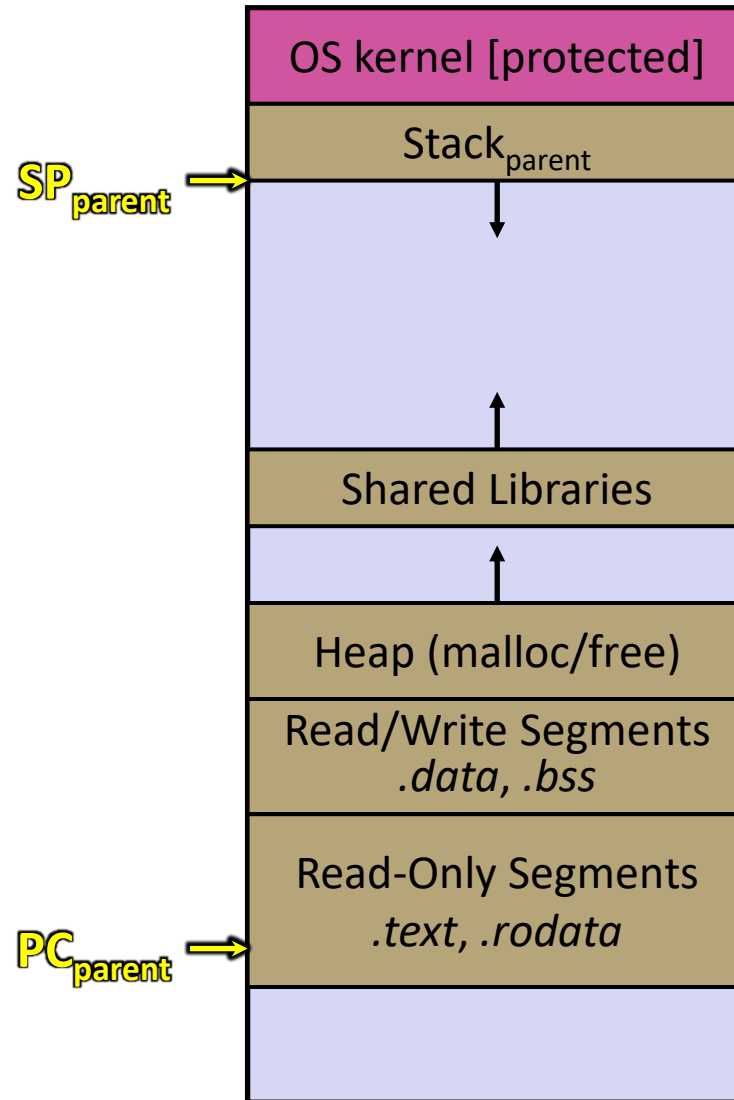 OS kernel [protected]
Stackparent
SPparent
Shared Libraries
Heap (malloc/free)
Read/Write Segments
.data, .bss
Read-Only Segments
.text, .rodata
PCparent